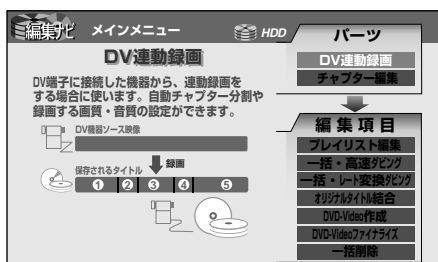 編集ナビ メインメニュー HDD
DV連動録画
DV端子に接続した機器から、連動録画を
する場合に使います。自動チャプター分割や
録画する画質・音質の設定ができます。
DV機器ソース映像
録画
保存されるタイトル
1 2 3 4 5
パーツ
DV連動録画
チャプター編集
編集項目
プレイリスト編集
一括・高速ダビング
一括・レート変換ダビング
オリジナルタイトル結合
DVD-Video作成
DVD-Videoファイナライズ
一括削除